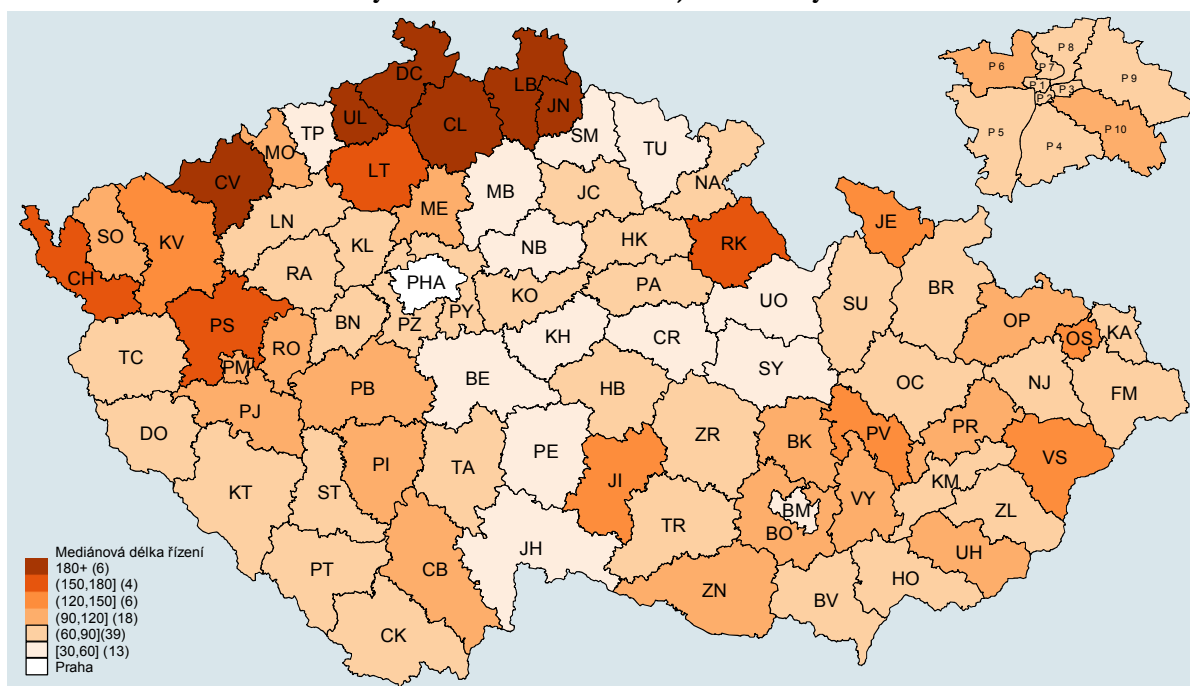 DC
LB
JN
UL
CL
TP
SM
TU
MO
CV
LT
MB
JC
NA
ME
LN
SO
KV
KL
NB
HK
RK
JE
CH
RA
PHA
KO
PA
UO
SU
BR
PS
BN
PZ
PY
KH
CR
OP
OS
KA
TC
PM
RO
BE
HB
SY
OC
NJ
FM
PJ
PB
DO
PE
ZR
BK
PV
PR
VS
KT
ST
PI
TA
JI
VY
KM
BM
BO
ZL
TR
JH
PT
CB
UH
ZN
HO
BV
CK
P 8
P 6
P 7
P 9
P 1
P 3
P 2
P 10
P 5
P 4
Mediánová délka řízení
180+ (6)
(150,180] (4)
(120,150] (6)
(90,120] (18)
(60,90](39)
[30,60] (13)
Praha